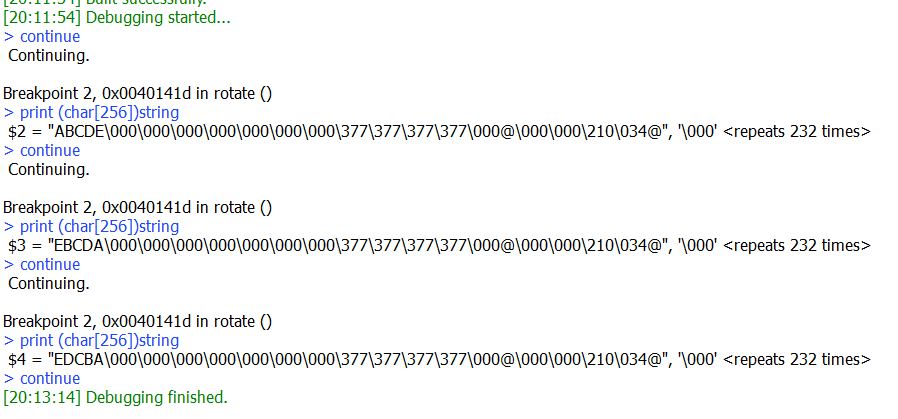 [20:11:54] Built successfully.
[20:11:54] Debugging started...
> continue
Continuing.
Breakpoint 2, 0x0040141d in rotate ()
> print (char[256])string
$2 = "ABCDE\000\000\000\000\000\000\000\377\377\377\377\000@\000\000\210\034@", '\000' <repeats 232 times>
> continue
Continuing.
Breakpoint 2, 0x0040141d in rotate ()
> print (char[256])string
$3 = "EBCDA\000\000\000\000\000\000\000\377\377\377\377\000@\000\000\210\034@", '\000' <repeats 232 times>
> continue
Continuing.
Breakpoint 2, 0x0040141d in rotate ()
> print (char[256])string
$4 = "EDCBA\000\000\000\000\000\000\000\377\377\377\377\000@\000\000\210\034@", '\000' <repeats 232 times>
> continue
[20:13:14] Debugging finished.